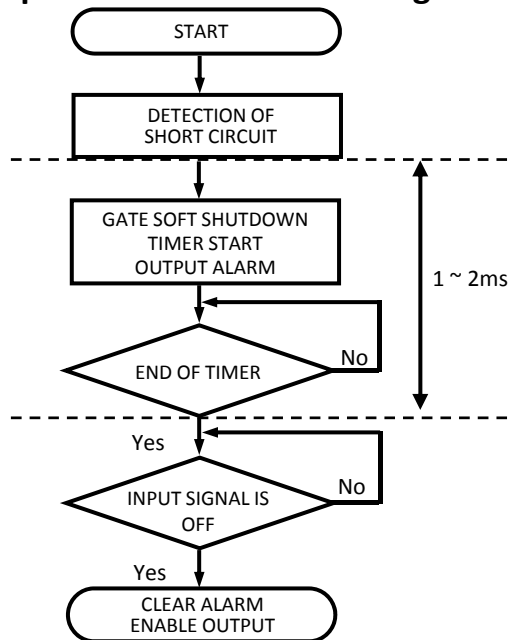 START
DETECTION OF
SHORT CIRCUIT
GATE SOFT SHUTDOWN
TIMER START
OUTPUT ALARM
1 ~ 2ms
No
END OF TIMER
Yes
No
INPUT SIGNAL IS
OFF
Yes
CLEAR ALARM
ENABLE OUTPUT